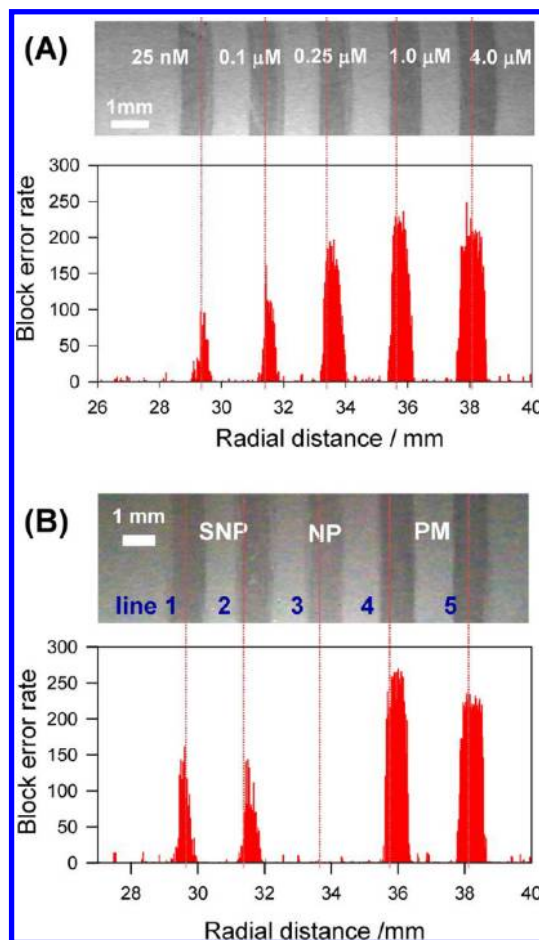 (A)
25 nM 0.1 μM 0.25 μM 1.0 μM 4.0 μM
1mm
300
250
200
150
100
50
0
Block error rate
26 28 30 32 34 36 38 40
Radial distance / mm
(B)
1 mm
SNP NP PM
line 1 2 3 4 5
300
250
200
150
100
50
0
Block error rate
28 30 32 34 36 38 40
Radial distance /mm